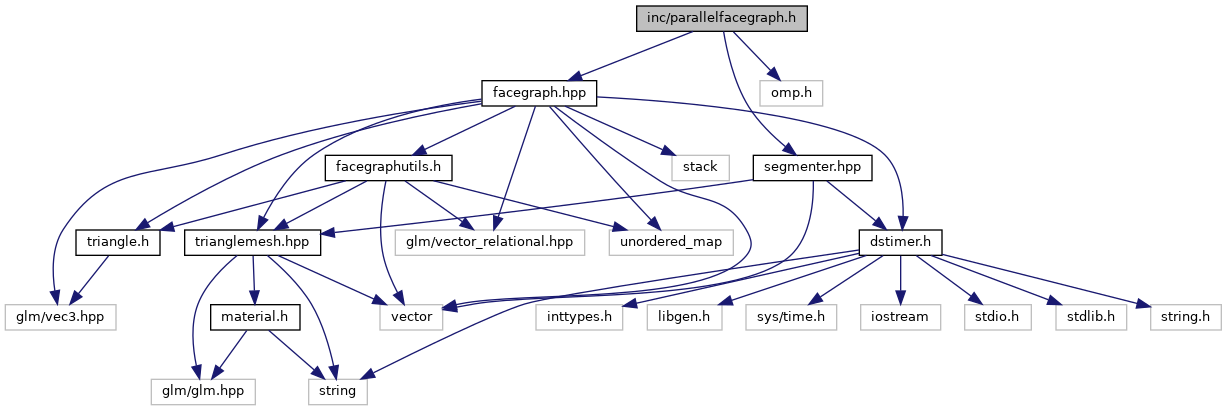 inc/parallelfacegraph.h
facegraph.hpp
omp.h
facegraphutils.h
stack
segmenter.hpp
triangle.h
trianglemesh.hpp
glm/vector_relational.hpp
unordered_map
dstimer.h
glm/vec3.hpp
material.h
vector
inttypes.h
libgen.h
sys/time.h
iostream
stdio.h
stdlib.h
string.h
glm/glm.hpp
string